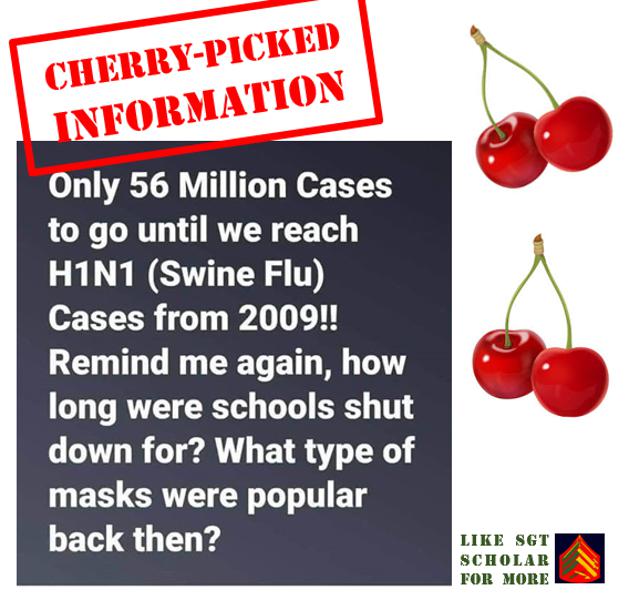 CHERRY-PICKED
INFORMATION
Only 56 Million Cases
to go until we reach
H1N1 (Swine Flu)
Cases from 2009!!
Remind me again, how
long were schools shut
down for? What type of
masks were popular
back then?
LIKE SGT
SCHOLAR
FOR MORE